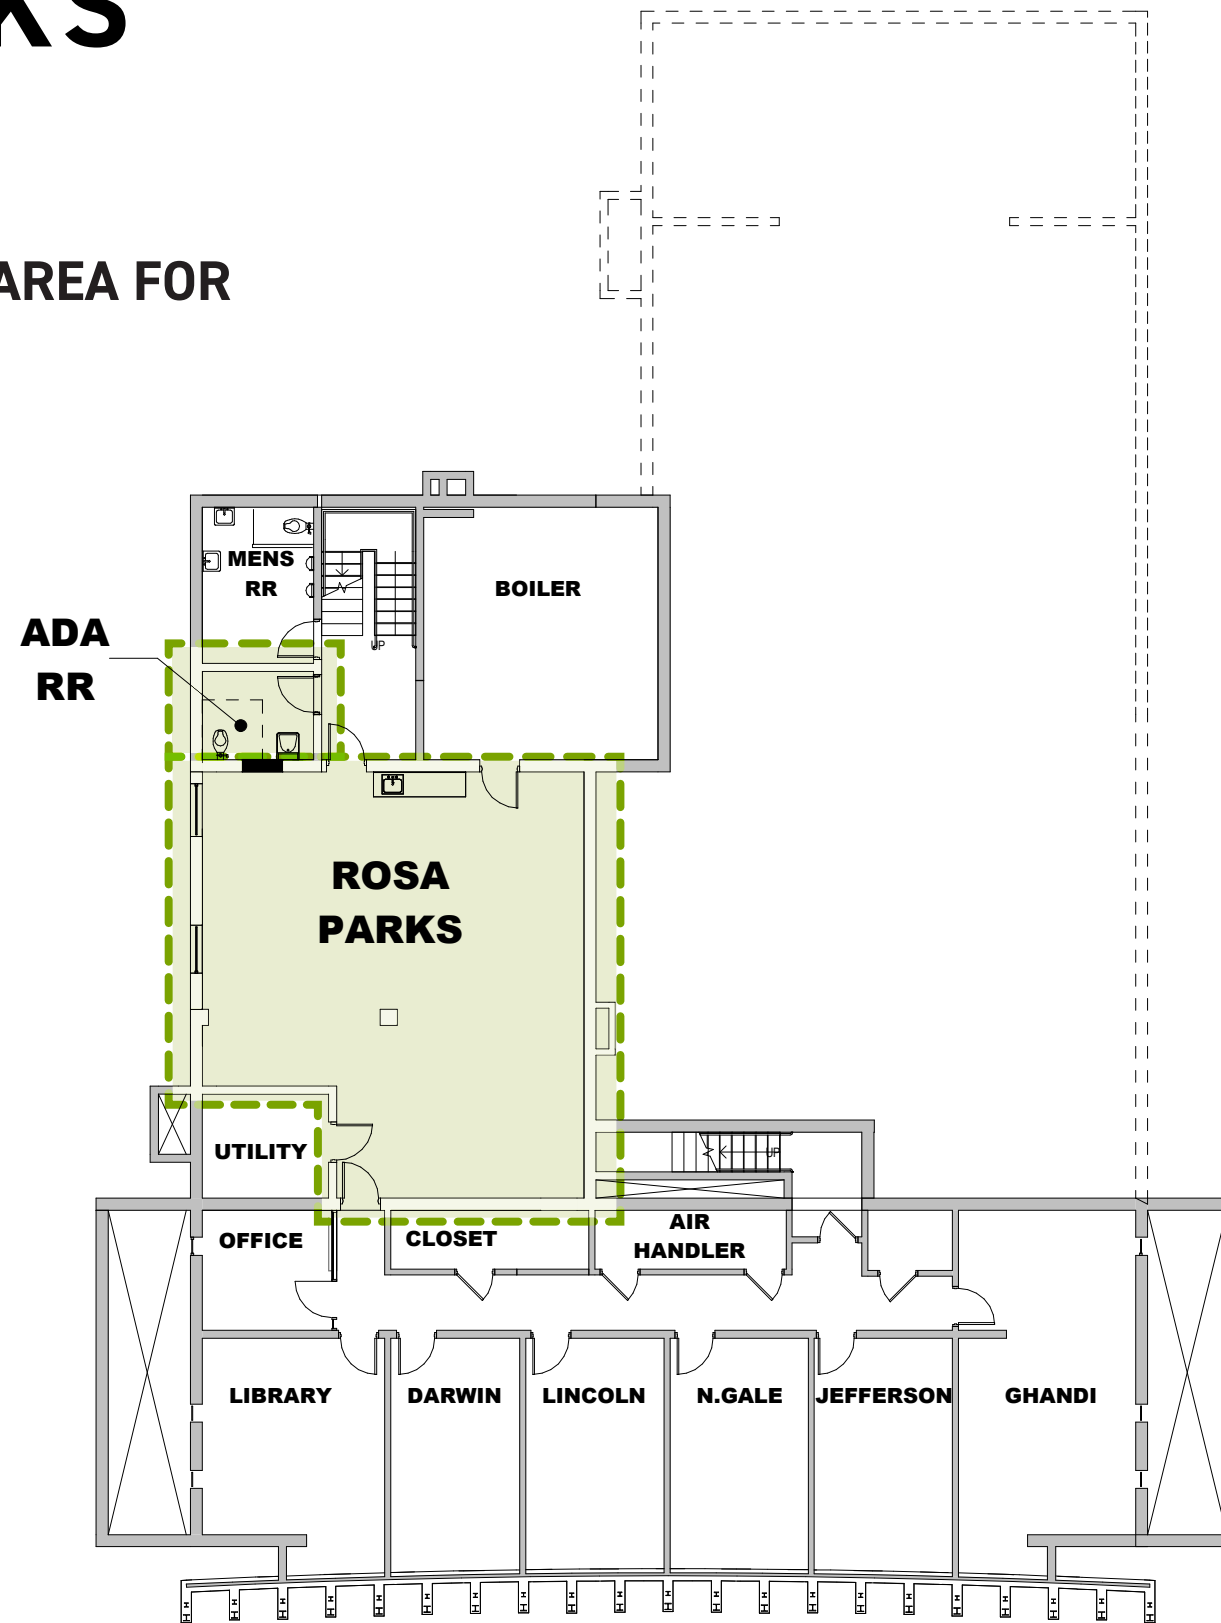 KS
AREA FOR
MENS
RR
BOILER
ADA
RR
UP
ROSA
PARKS
UTILITY
UP
OFFICE
CLOSET
AIR
HANDLER
LIBRARY
DARWIN
LINCOLN
N.GALE
JEFFERSON
GHANDI